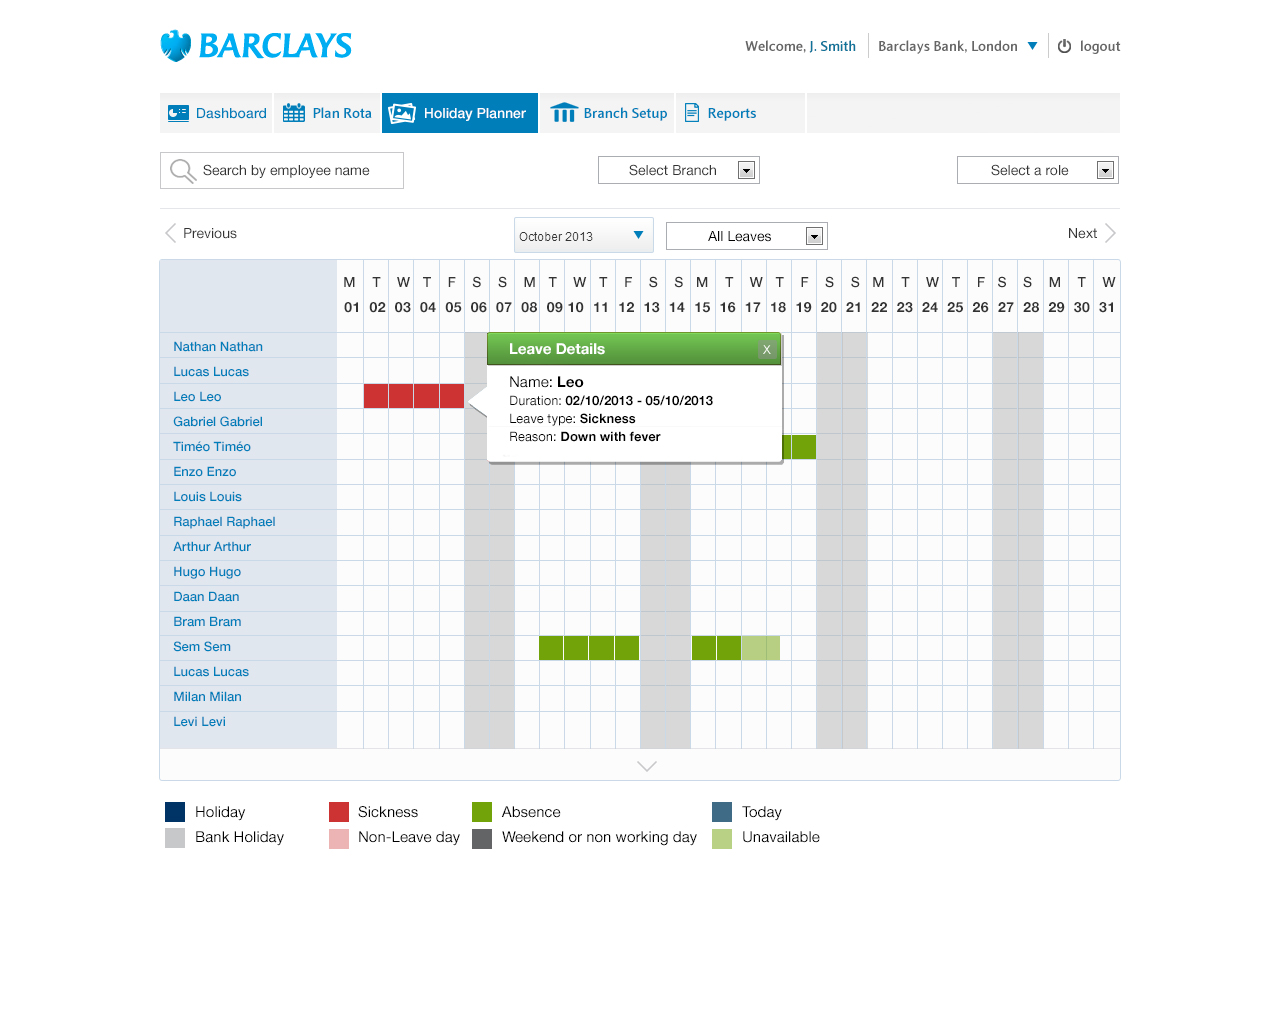 BARCLAYS
Welcome, J. Smith Barclays Bank, London logout
Dashboard Plan Rota Holiday Planner Branch Setup Reports
Search by employee name Select Branch Select a role
Previous October 2013 All Leaves Next
M T W T F S S M T W T F S S M T W T F S S M T W T F S S M T W
01 02 03 04 05 06 07 08 09 10 11 12 13 14 15 16 17 18 19 20 21 22 23 24 25 26 27 28 29 30 31
Nathan Nathan
Lucas Lucas
Leo Leo
Gabriel Gabriel
Timéo Timéo
Enzo Enzo
Louis Louis
Raphael Raphael
Arthur Arthur
Hugo Hugo
Daan Daan
Bram Bram
Sem Sem
Lucas Lucas
Milan Milan
Levi Levi
Leave Details X
Name: Leo
Duration: 02/10/2013 - 05/10/2013
Leave type: Sickness
Reason: Down with fever
Holiday Sickness Absence Today
Bank Holiday Non-Leave day Weekend or non working day Unavailable